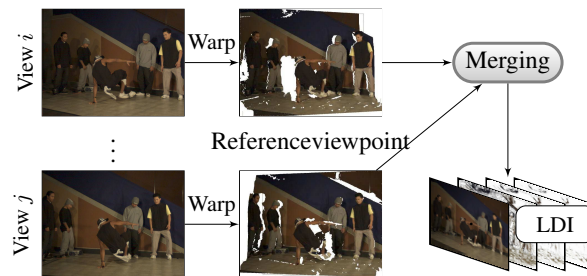 View i
Warp
Merging
Referenceviewpoint
View j
Warp
LDI